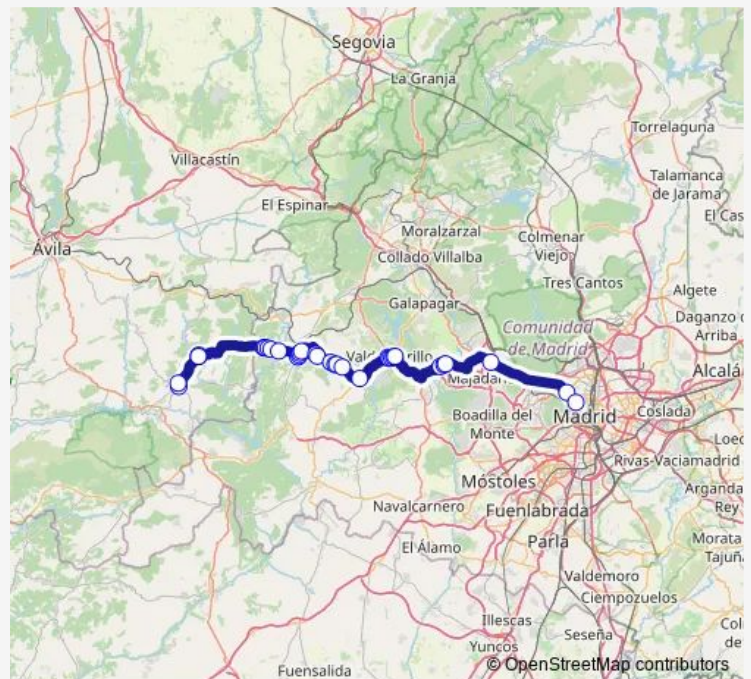 Segovia
La Granja
Torrelaguna
Villacastín
Talamanca
de Jarama
El Espinar
El Cas
Moralzarzal
Ávila
Colmenar
Viejo
Collado Villalba
Tres Cantos
Algete
Galapagar
Daganzo d
Arriba
Comunidad
de Madrid
Alcalá
Majadah
Boadilla del
Monte
Madrid
Coslada
Loec
Rivas-Vaciamadrid
Móstoles
Arganda
Rey
Navalcarnero
Fuenlabrada
El Álamo
Parla
Morata
Tajuñ
Valdemoro
Ciempozuelos
Illescas
Seseña
Yuncos
Fuensalida
© OpenStreetMap contributors